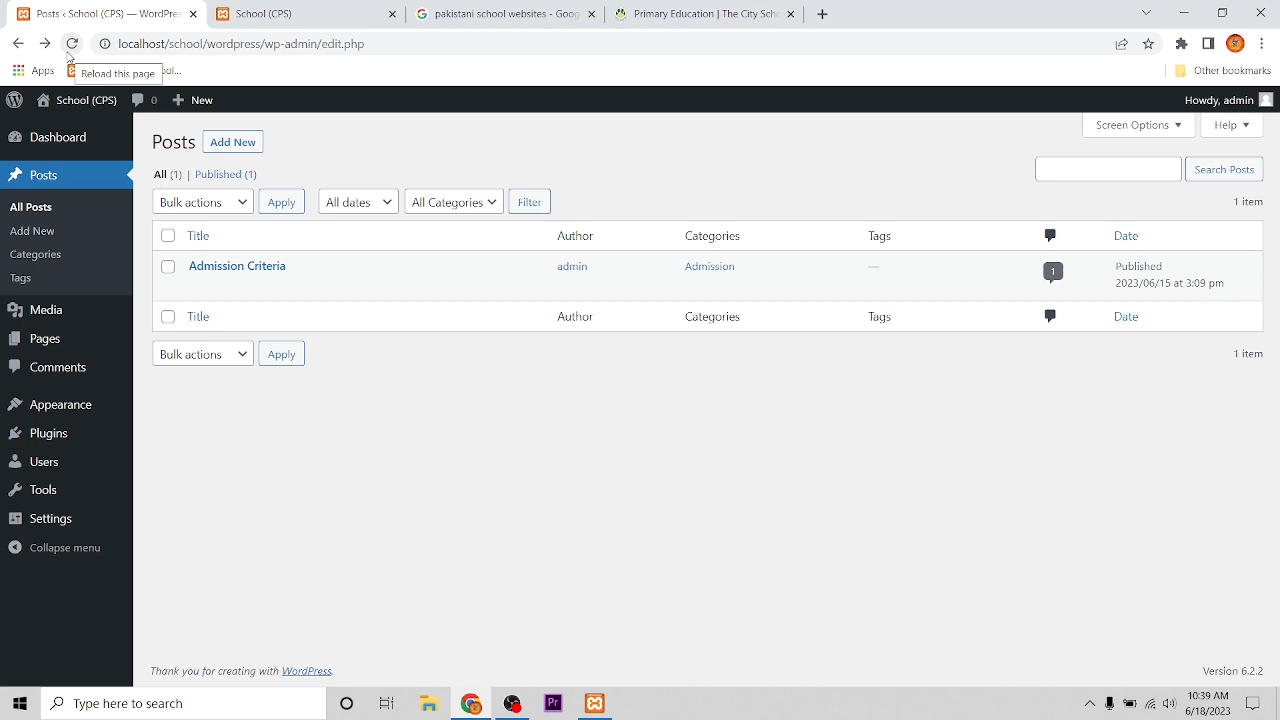 Posts ‹ School (CPS) — WordPres
School (CPS)
pakistani school websites - Goog
Primary Education | The City Scho
localhost/school/wordpress/wp-admin/edit.php
Apps
Reload this page
Other bookmarks
School (CPS)
0
New
Howdy, admin
Dashboard
Posts
All Posts
Add New
Categories
Tags
Media
Pages
Comments
Appearance
Plugins
Users
Tools
Settings
Collapse menu
Posts
Add New
Screen Options
Help
All (1) | Published (1)
Search Posts
Bulk actions
Apply
All dates
All Categories
Filter
1 item
Title
Author
Categories
Tags
Date
Admission Criteria
admin
Admission
—
1
Published
2023/06/15 at 3:09 pm
Title
Author
Categories
Tags
Date
Bulk actions
Apply
1 item
Thank you for creating with WordPress.
Version 6.2.2
Type here to search
Pr
10:39 AM
6/18/2023